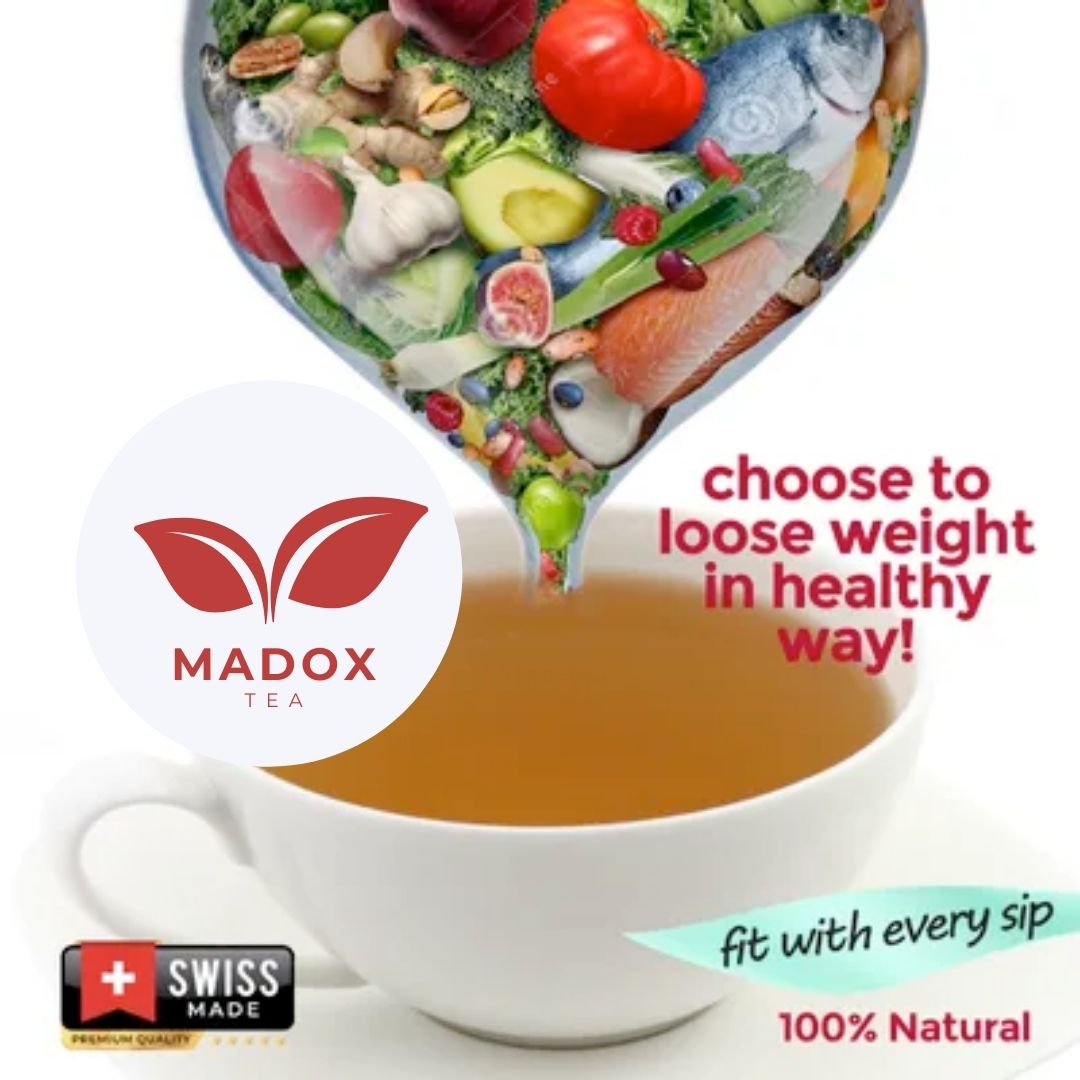 choose to
loose weight
in healthy
way!
MADOX
TEA
fit with every sip
SWISS
MADE
PREMIUM QUALITY
100% Natural